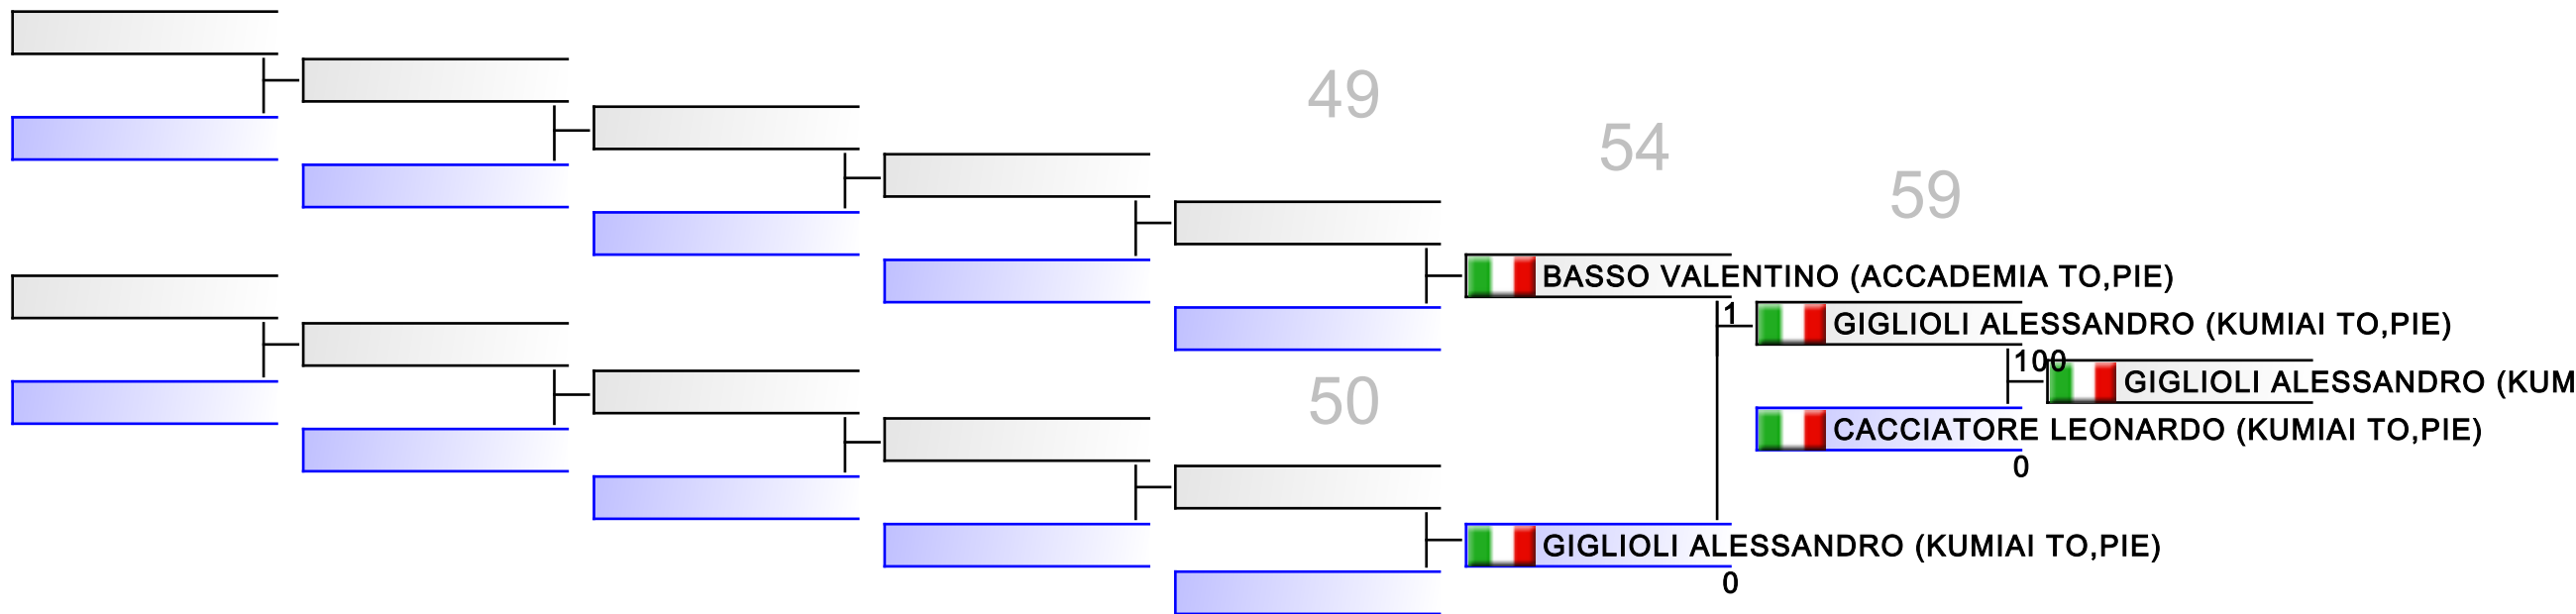 49
54
59
BASSO VALENTINO (ACCADEMIA TO,PIE)
1
GIGLIOLI ALESSANDRO (KUMIAI TO,PIE)
100
GIGLIOLI ALESSANDRO (KUM
50
CACCIATORE LEONARDO (KUMIAI TO,PIE)
0
GIGLIOLI ALESSANDRO (KUMIAI TO,PIE)
0